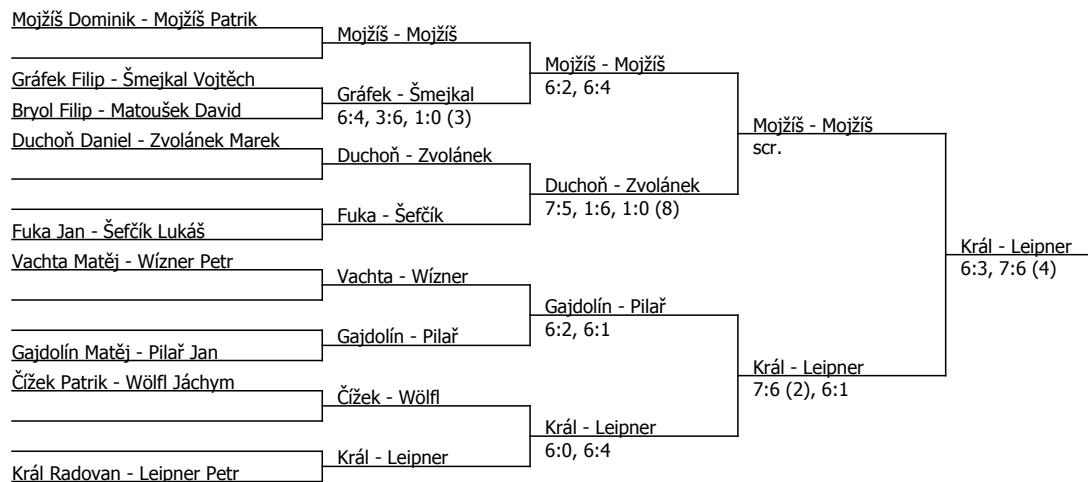 Mojžíš Dominik - Mojžíš Patrik
Gráfek Filip - Šmejkal Vojtěch
Bryol Filip - Matoušek David
Duchoň Daniel - Zvolánek Marek
Fuka Jan - Šefčík Lukáš
Vachta Matěj - Wízner Petr
Gajdolín Matěj - Pilař Jan
Čížek Patrik - Wölfl Jáchym
Král Radovan - Leipner Petr
Mojžíš - Mojžíš
Gráfek - Šmejkal
6:4, 3:6, 1:0 (3)
Duchoň - Zvolánek
Fuka - Šefčík
Vachta - Wízner
Gajdolín - Pilař
Čížek - Wölfl
Král - Leipner
Mojžíš - Mojžíš
6:2, 6:4
Duchoň - Zvolánek
7:5, 1:6, 1:0 (8)
Gajdolín - Pilař
6:2, 6:1
Král - Leipner
6:0, 6:4
Mojžíš - Mojžíš
scr.
Král - Leipner
7:6 (2), 6:1
Král - Leipner
6:3, 7:6 (4)